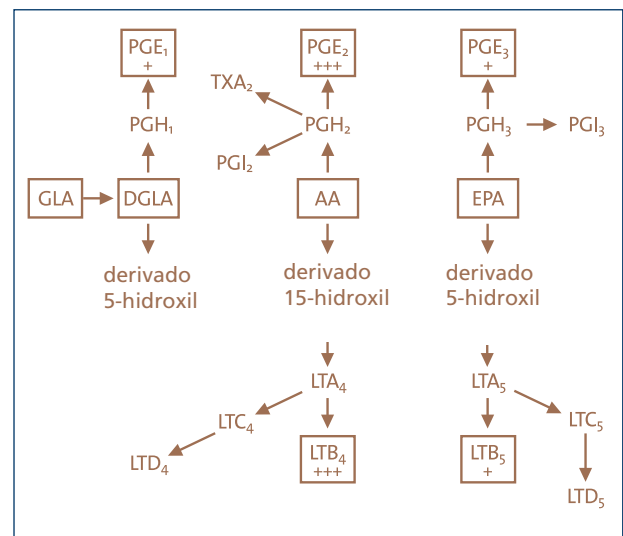 PGE₁ PGE₂ PGE₃
+ +++ +
TXA₂
PGH₁ PGH₂ PGH₃ PGI₃
PGI₂
GLA DGLA AA EPA
derivado
5-hidroxil
derivado
15-hidroxil
derivado
5-hidroxil
LTA₄ LTA₅
LTC₄ LTC₅
LTB₄ LTB₅
+++ +
LTD₄
LTD₅